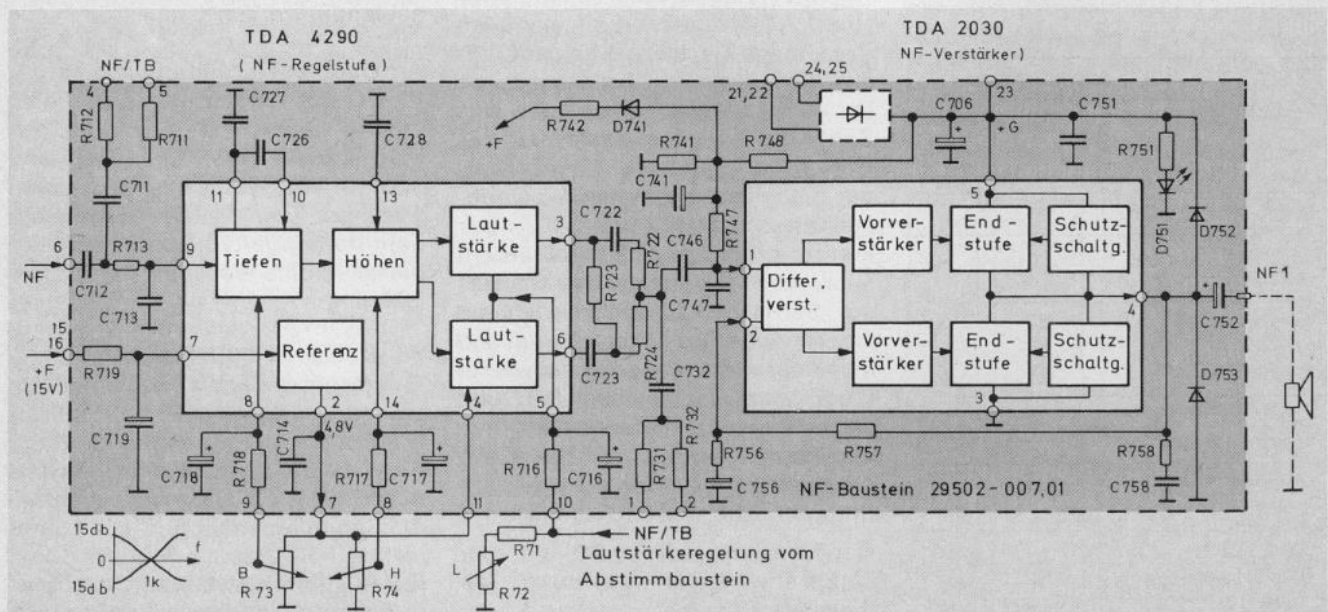 TDA 4290
( NF-Regelstufe )
TDA 2030
NF-Verstärker)
NF/TB
4
5
R712
R711
C727
C726
C728
+F
R742
D741
21,22
24,25
23
+G
C706
C751
R751
D751
D752
R741
C741
R748
R747
C711
11
10
13
5
6
NF
C712
R713
C713
9
Tiefen
Höhen
Laut-
stärke
3
C722
R723
R722
C746
C747
1
2
Differ.
verst.
Vorver-
stärker
End-
stufe
Schutz-
schaltg.
4
C752
NF1
15
16
+F
(15V)
R719
C719
7
Referenz
Laut-
starke
6
C723
R724
C732
Vorver-
stärker
End-
stufe
Schutz-
schaltg.
3
D753
8
2
4,8V
14
4
5
C718
R718
C714
R717
C717
R716
C716
R731
R732
R756
C756
R757
R758
C758
NF-Baustein 29502-007,01
9
7
8
11
10
1
2
15db
0
15db
f
1k
B
R73
H
R74
L
R72
R71
NF/TB
Lautstärkeregelung vom
Abstimmbaustein